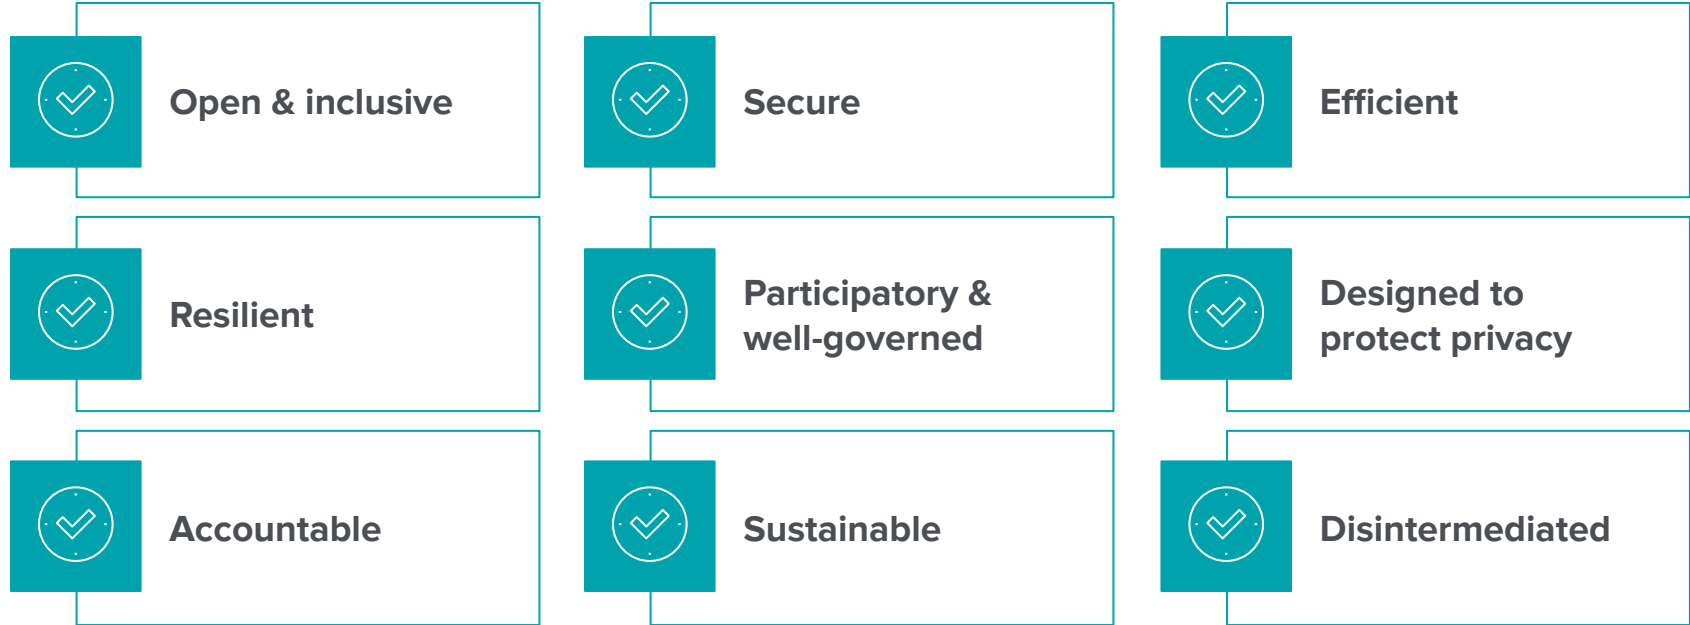 Open & inclusive
Secure
Efficient
Resilient
Participatory &
well-governed
Designed to
protect privacy
Accountable
Sustainable
Disintermediated